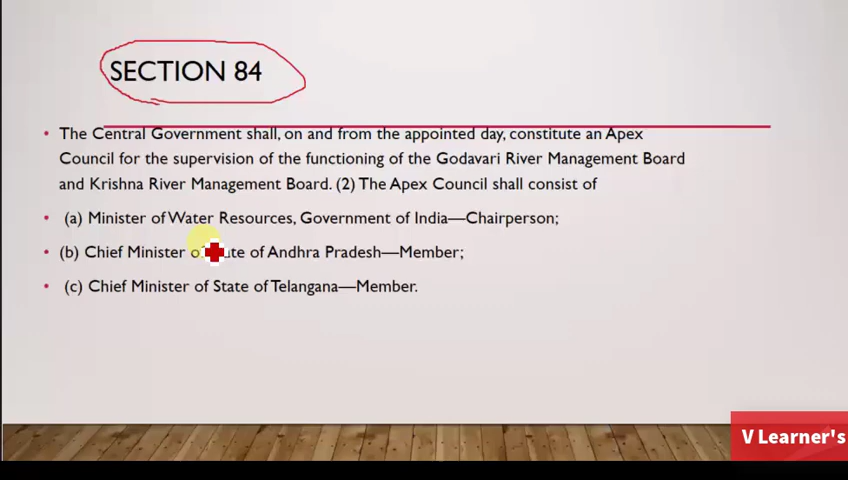 SECTION 84
• The Central Government shall, on and from the appointed day, constitute an Apex
Council for the supervision of the functioning of the Godavari River Management Board
and Krishna River Management Board. (2) The Apex Council shall consist of
• (a) Minister of Water Resources, Government of India—Chairperson;
• (b) Chief Minister of of Andhra Pradesh—Member;
• (c) Chief Minister of State of Telangana—Member.
V Learner's